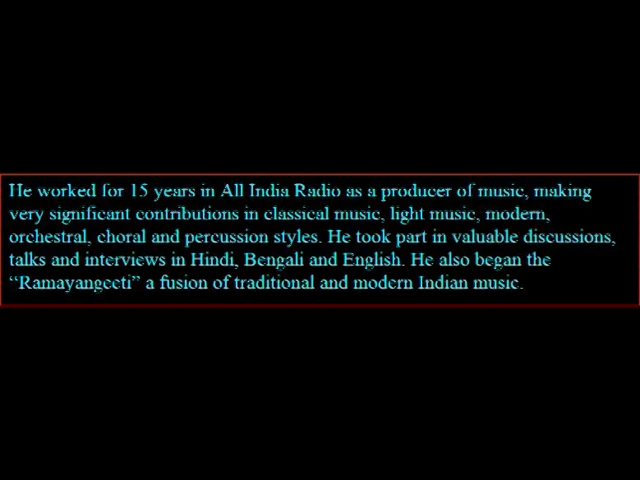 He worked for 15 years in All India Radio as a producer of music, making
very significant contributions in classical music, light music, modern,
orchestral, choral and percussion styles. He took part in valuable discussions,
talks and interviews in Hindi, Bengali and English. He also began the
“Ramayangeeti” a fusion of traditional and modern Indian music.